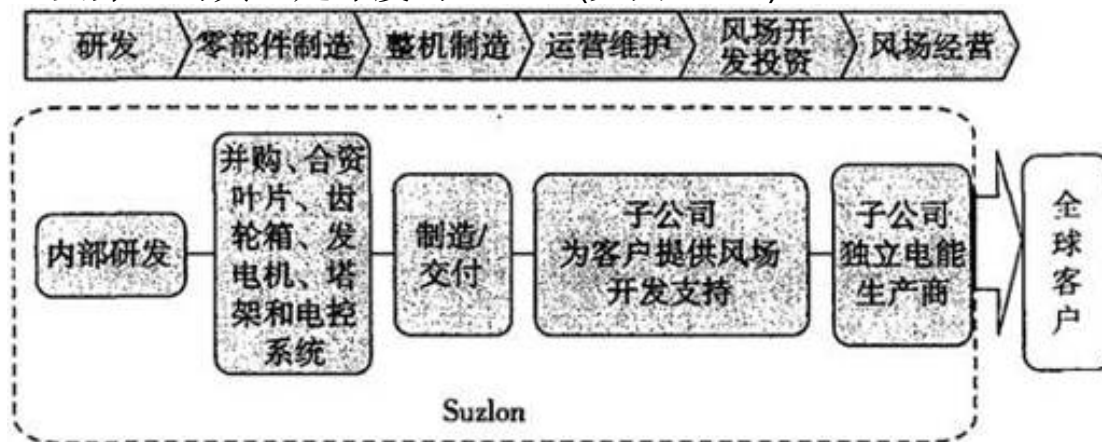 研发
零部件制造
整机制造
运营维护
风场开
发投资
风场经营
内部研发
并购、合资
叶片、齿
轮箱、发
电机、塔
架和电控
系统
制造/
交付
子公司
为客户提供风场
开发支持
子公司
独立电能
生产商
全
球
客
户
Suzlon